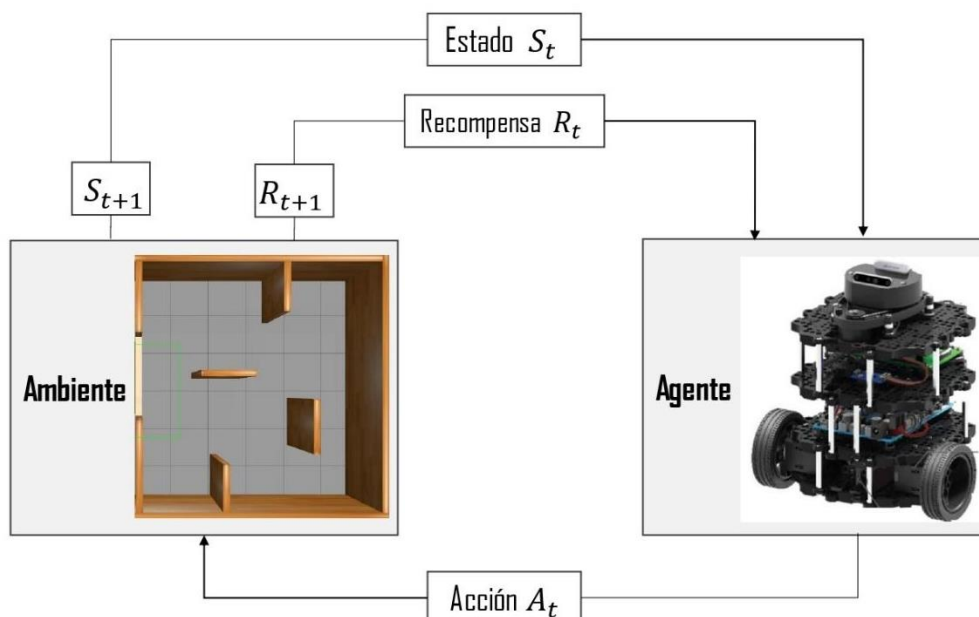 Estado S_t
Recompensa R_t
S_{t+1}
R_{t+1}
Ambiente
Agente
Acción A_t